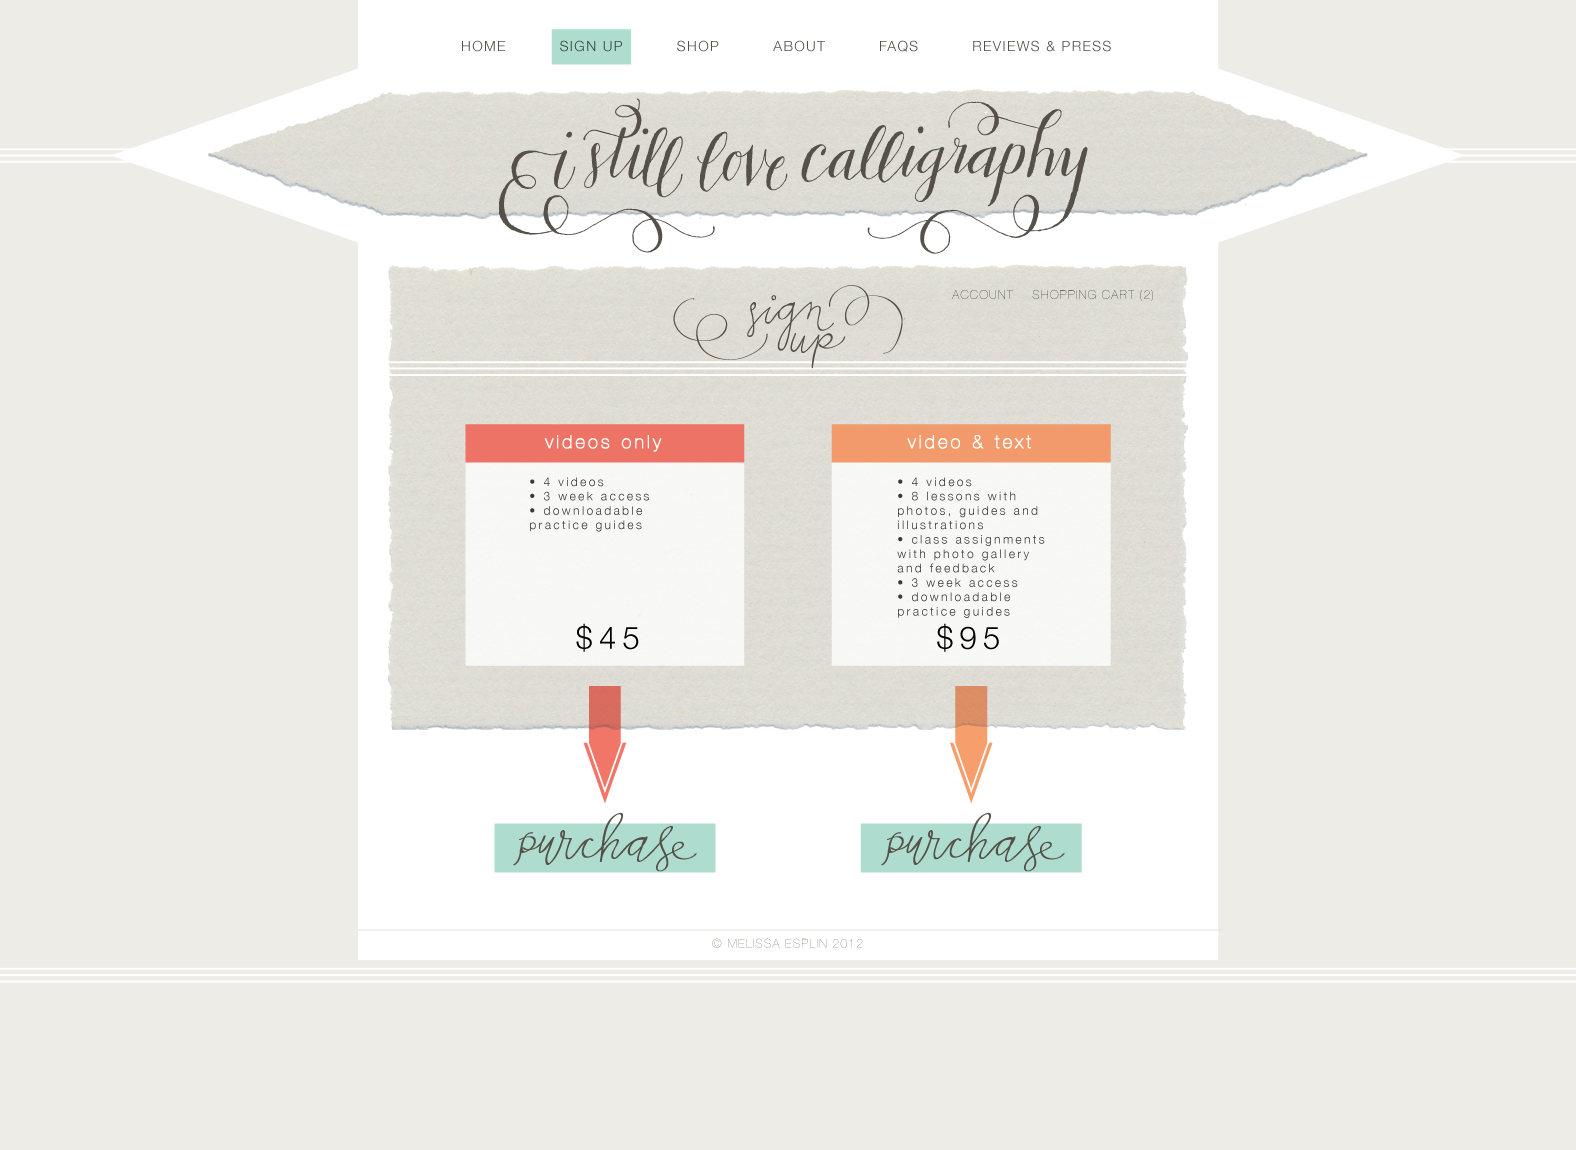 HOME SIGN UP SHOP ABOUT FAQS REVIEWS & PRESS
i still love calligraphy
ACCOUNT SHOPPING CART (2)
sign
up
videos only
• 4 videos
• 3 week access
• downloadable
practice guides
$45
video & text
• 4 videos
• 8 lessons with
photos, guides and
illustrations
• class assignments
with photo gallery
and feedback
• 3 week access
• downloadable
practice guides
$95
purchase
purchase
© MELISSA ESPLIN 2012